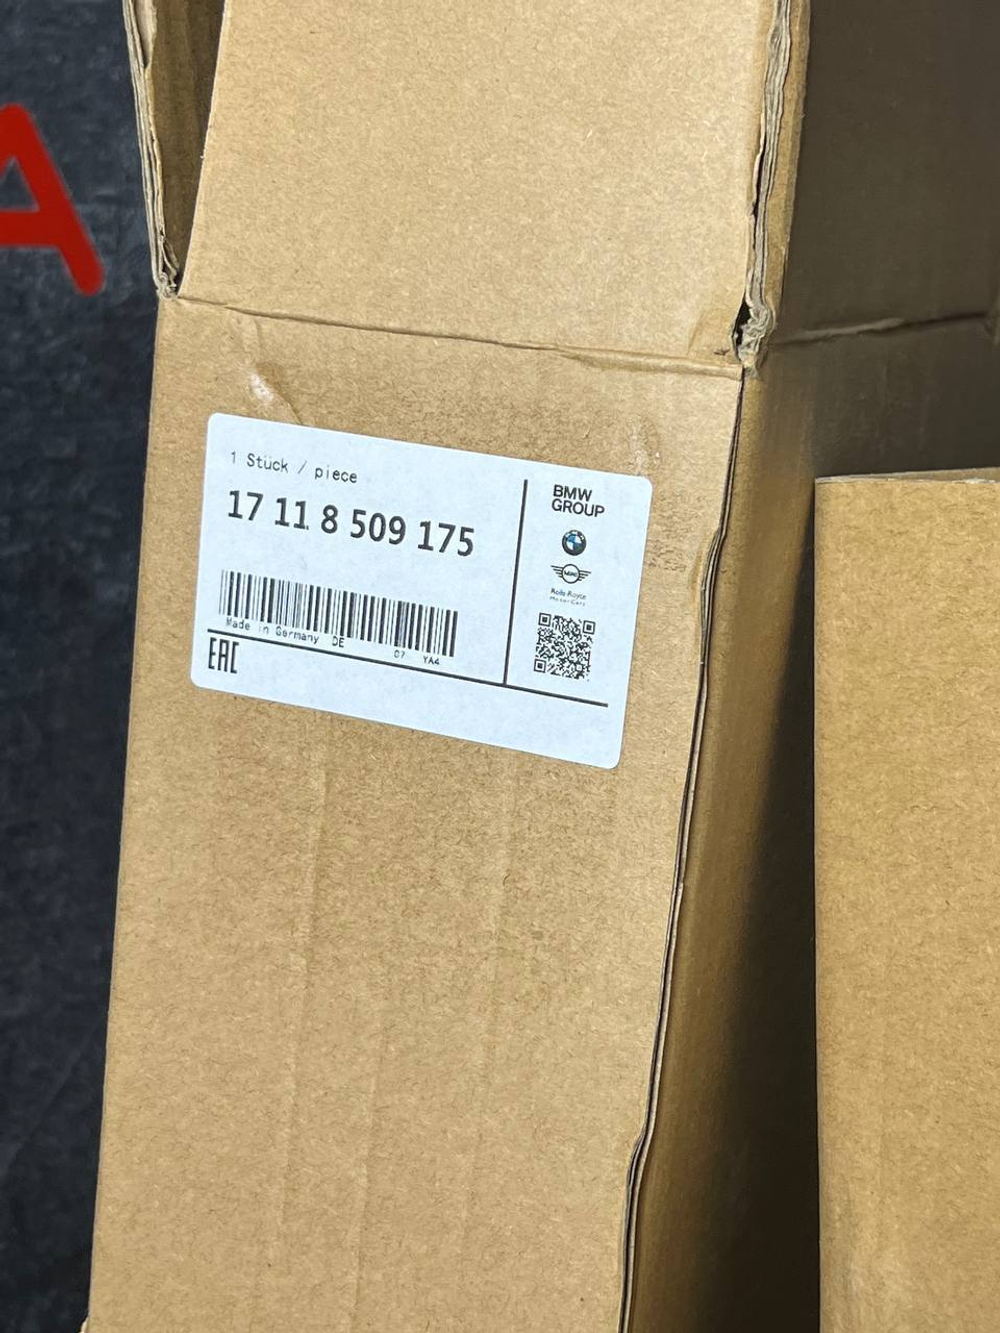 A
1 Stück / piece
17 11 8 509 175
Made in Germany DE 07 YA4
EAC
BMW
GROUP
MINI
Rolls-Royce
Motor Cars